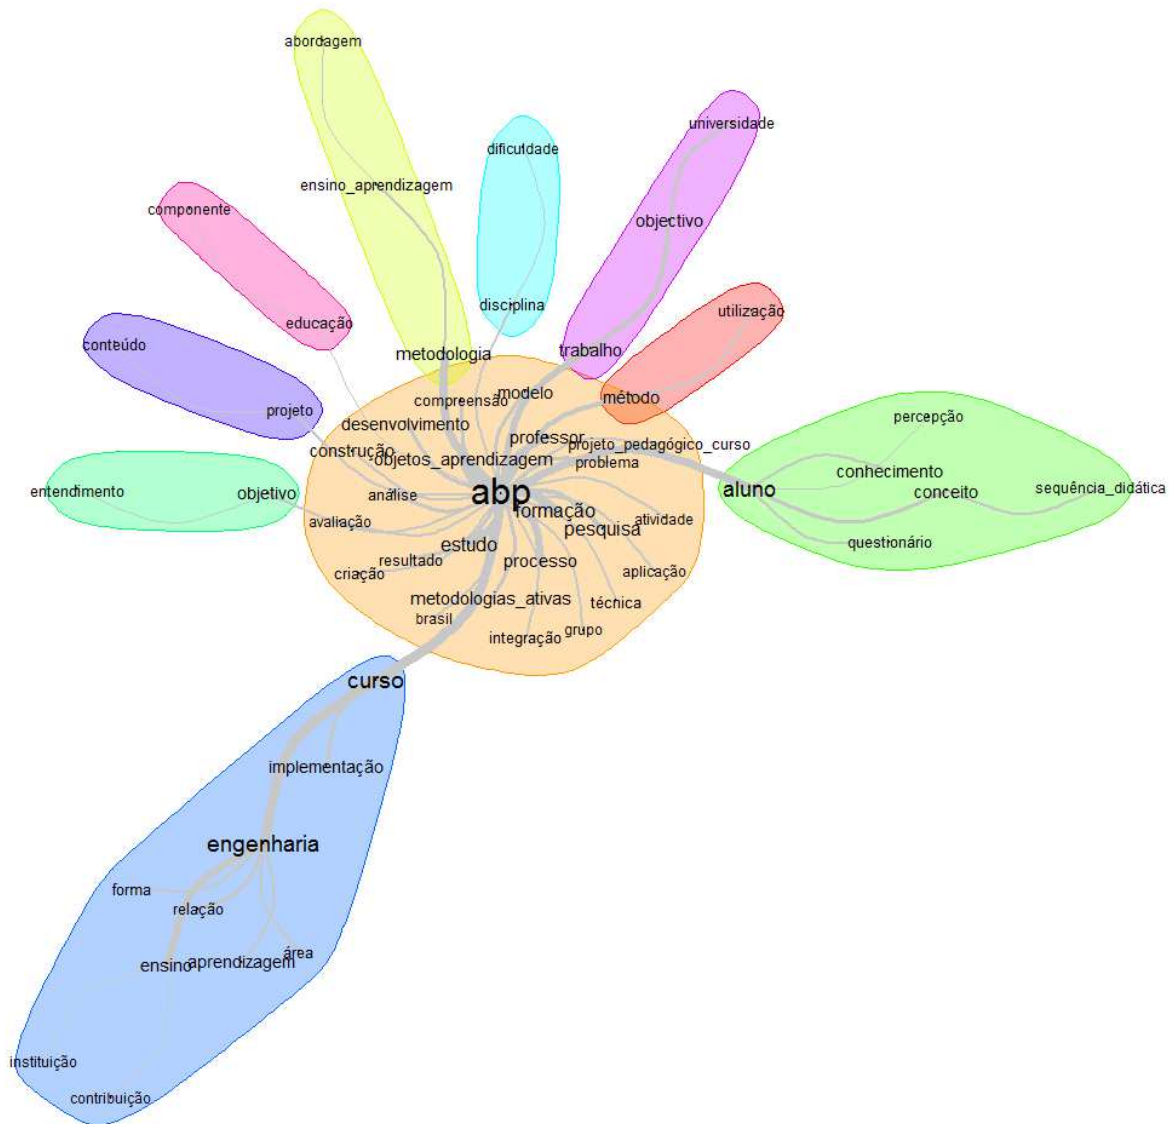 abordagem
universidade
dificuldade
ensino_aprendizagem
componente
objectivo
disciplina
utilização
educação
conteúdo
trabalho
metodologia
modelo
método
compreensão
projeto
desenvolvimento
percepção
professor
projeto_pedagógico_curso
construção
objetos_aprendizagem
problema
conhecimento
entendimento
objetivo
análise
abp
aluno
conceito
sequência_didática
formação
avaliação
pesquisa
atividade
estudo
questionário
resultado
processo
criação
aplicação
metodologias_ativas
técnica
brasil
integração
grupo
curso
implementação
engenharia
forma
relação
ensino
aprendizagem
área
instituição
contribuição